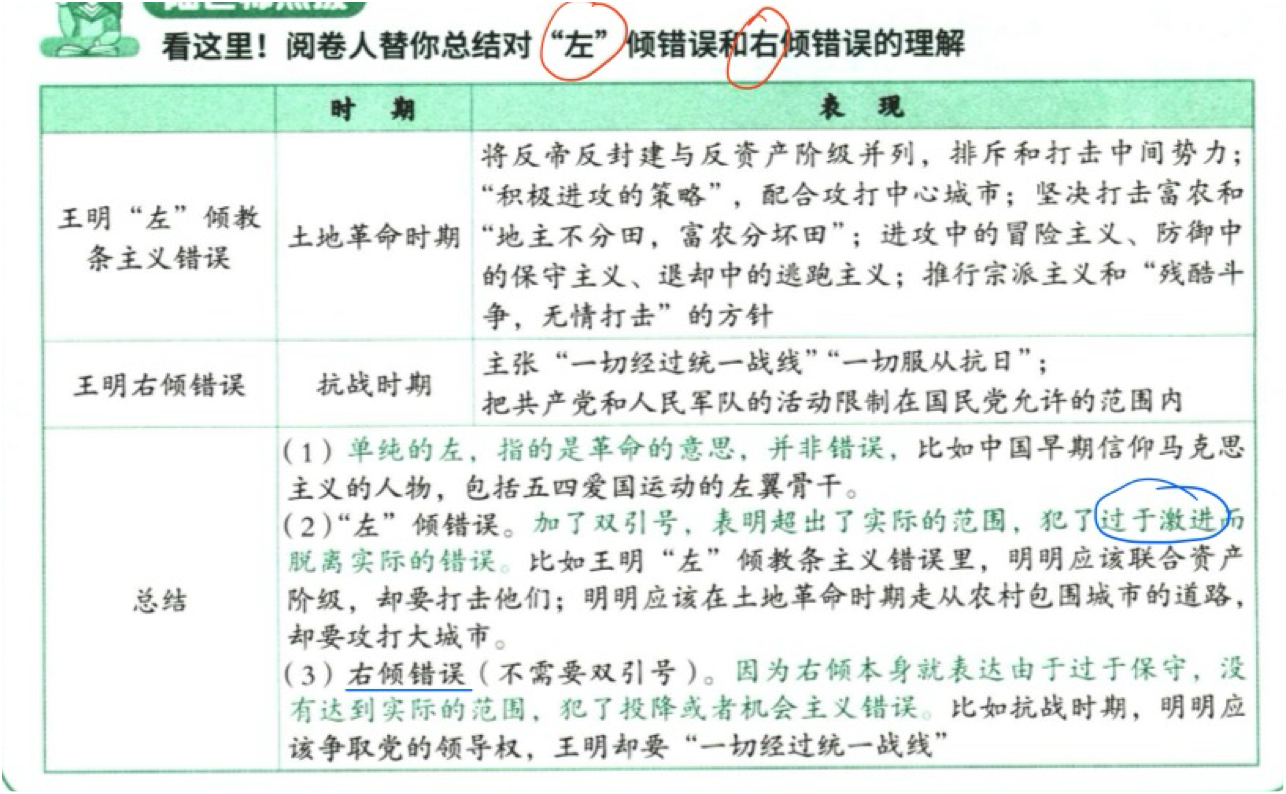 看这里！阅卷人替你总结对“左”倾错误和右倾错误的理解
时 期
表 现
王明“左”倾教
条主义错误
土地革命时期
将反帝反封建与反资产阶级并列，排斥和打击中间势力；
“积极进攻的策略”，配合攻打中心城市；坚决打击富农和
“地主不分田，富农分坏田”；进攻中的冒险主义、防御中
的保守主义、退却中的逃跑主义；推行宗派主义和“残酷斗
争，无情打击”的方针
王明右倾错误
抗战时期
主张“一切经过统一战线”“一切服从抗日”；
把共产党和人民军队的活动限制在国民党允许的范围内
总结
（1）单纯的左，指的是革命的意思，并非错误，比如中国早期信仰马克思
主义的人物，包括五四爱国运动的左翼骨干。
（2）“左”倾错误。加了双引号，表明超出了实际的范围，犯了过于激进而
脱离实际的错误。比如王明“左”倾教条主义错误里，明明应该联合资产
阶级，却要打击他们；明明应该在土地革命时期走从农村包围城市的道路，
却要攻打大城市。
（3）右倾错误（不需要双引号）。因为右倾本身就表达由于过于保守，没
有达到实际的范围，犯了投降或者机会主义错误。比如抗战时期，明明应
该争取党的领导权，王明却要“一切经过统一战线”